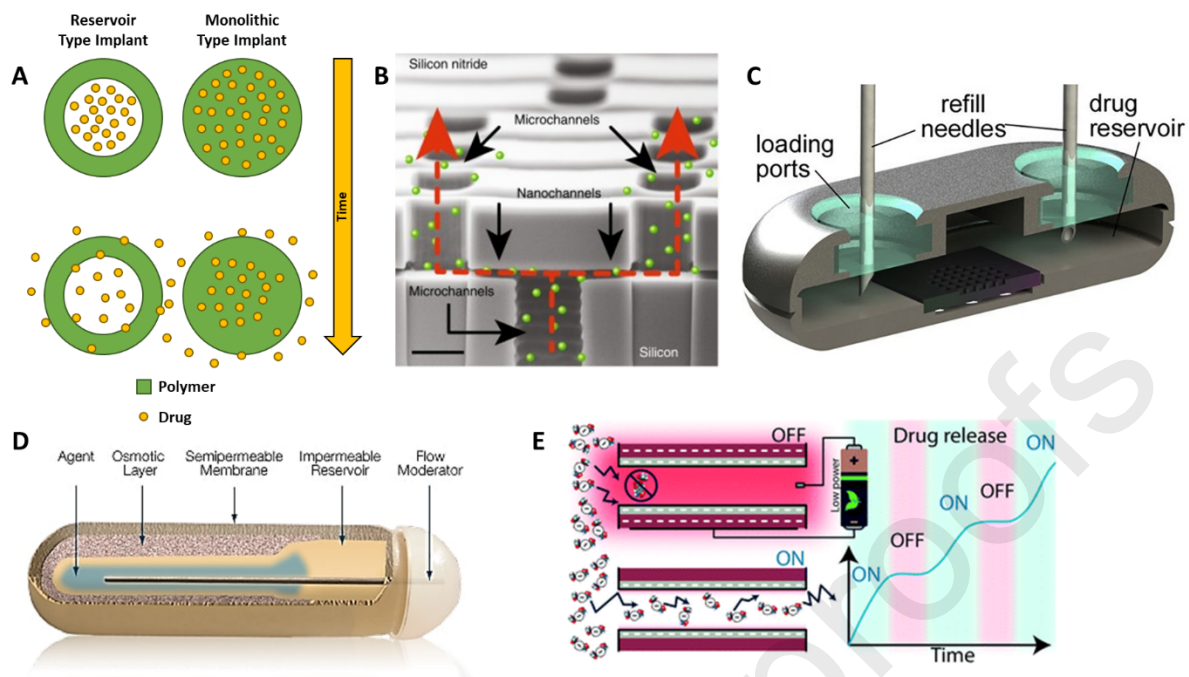 Reservoir
Type Implant
Monolithic
Type Implant
A
Time
Polymer
Drug
B
Silicon nitride
Microchannels
Nanochannels
Microchannels
Silicon
C
refill
needles
drug
reservoir
loading
ports
D
Agent
Osmotic
Layer
Semipermeable
Membrane
Impermeable
Reservoir
Flow
Moderator
E
OFF
Low power
+
-
ON
Drug release
ON
OFF
ON
OFF
ON
Time
proofs